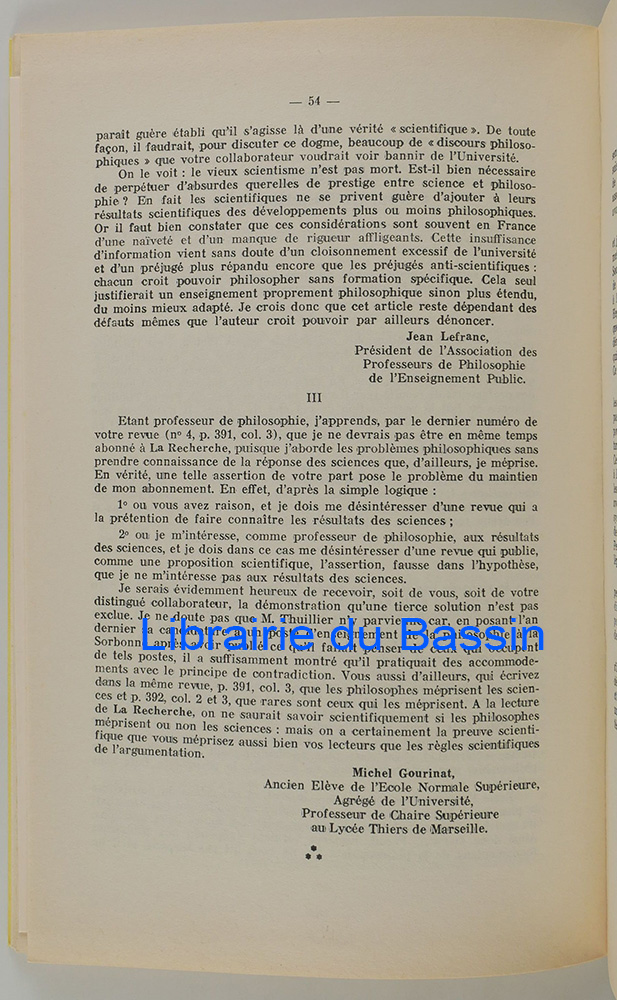 — 54 —
paraît guère établi qu'il s'agisse là d'une vérité « scientifique ». De toute
façon, il faudrait, pour discuter ce dogme, beaucoup de « discours philoso-
phiques » que votre collaborateur voudrait voir bannir de l'Université.
On le voit : le vieux scientisme n'est pas mort. Est-il bien nécessaire
de perpétuer d'absurdes querelles de prestige entre science et philoso-
phie ? En fait les scientifiques ne se privent guère d'ajouter à leurs
résultats scientifiques des développements plus ou moins philosophiques.
Or il faut bien constater que ces considérations sont souvent en France
d'une naïveté et d'un manque de rigueur affligeants. Cette insuffisance
d'information vient sans doute d'un cloisonnement excessif de l'université
et d'un préjugé plus répandu encore que les préjugés anti-scientifiques :
chacun croit pouvoir philosopher sans formation spécifique. Cela seul
justifierait un enseignement proprement philosophique sinon plus étendu,
du moins mieux adapté. Je crois donc que cet article reste dépendant des
défauts mêmes que l'auteur croit pouvoir par ailleurs dénoncer.
Jean Lefranc,
Président de l'Association des
Professeurs de Philosophie
de l'Enseignement Public.
III
Etant professeur de philosophie, j'apprends, par le dernier numéro de
votre revue (n° 4, p. 391, col. 3), que je ne devrais pas être en même temps
abonné à La Recherche, puisque j'aborde les problèmes philosophiques sans
prendre connaissance de la réponse des sciences que, d'ailleurs, je méprise.
En vérité, une telle assertion de votre part pose le problème du maintien
de mon abonnement. En effet, d'après la simple logique :
1° ou vous avez raison, et je dois me désintéresser d'une revue qui a
la prétention de faire connaître les résultats des sciences ;
2° ou je m'intéresse, comme professeur de philosophie, aux résultats
des sciences, et je dois dans ce cas me désintéresser d'une revue qui publie,
comme une proposition scientifique, l'assertion, fausse dans l'hypothèse,
que je ne m'intéresse pas aux résultats des sciences.
Je serais évidemment heureux de recevoir, soit de vous, soit de votre
distingué collaborateur, la démonstration qu'une tierce solution n'est pas
exclue. Je ne doute pas que M. Thuillier n'y parvienne, car, en posant l'an
dernier sa candidature à un poste d'enseignement de la philosophie en
Sorbonne après avoir publié ce qu'il faut penser de ceux qui occupent
de tels postes, il a suffisamment montré qu'il pratiquait des accommode-
ments avec le principe de contradiction. Vous aussi d'ailleurs, qui écrivez
dans la même revue, p. 391, col. 3, que les philosophes méprisent les scien-
ces et p. 392, col. 2 et 3, que rares sont ceux qui les méprisent. A la lecture
de La Recherche, on ne saurait savoir scientifiquement si les philosophes
méprisent ou non les sciences : mais on a certainement la preuve scienti-
fique que vous méprisez aussi bien vos lecteurs que les règles scientifiques
de l'argumentation.
Michel Gourinat,
Ancien Elève de l'Ecole Normale Supérieure,
Agrégé de l'Université,
Professeur de Chaire Supérieure
au Lycée Thiers de Marseille.
Librairie du Bassin